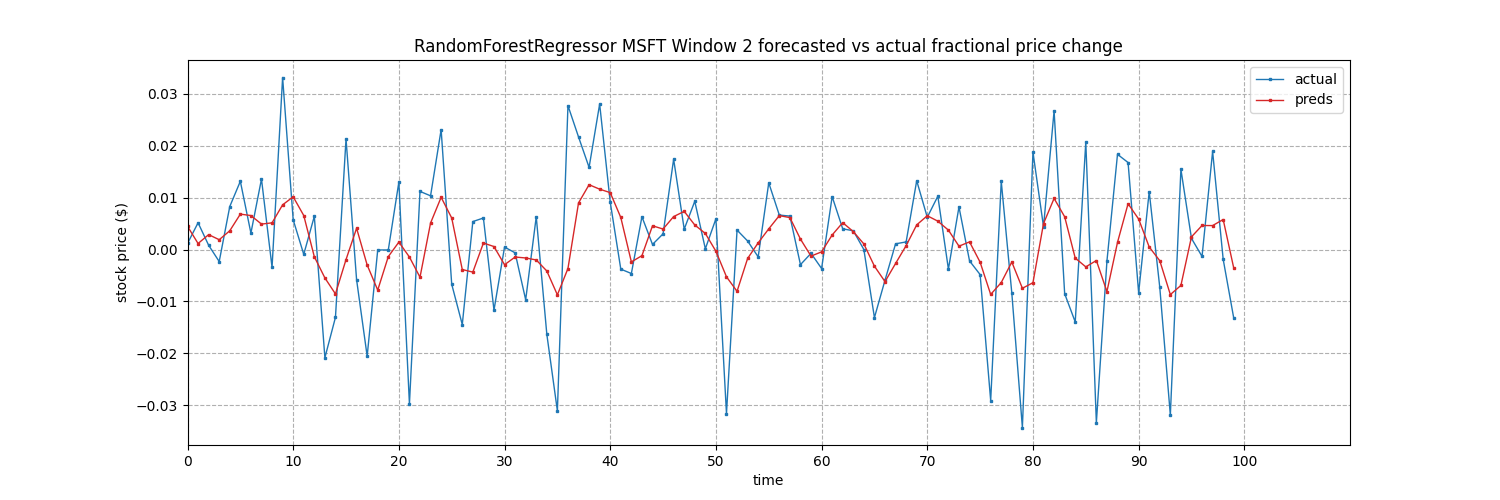 RandomForestRegressor MSFT Window 2 forecasted vs actual fractional price change
actual
preds
stock price ($)
0.03
0.02
0.01
0.00
−0.01
−0.02
−0.03
0 10 20 30 40 50 60 70 80 90 100
time